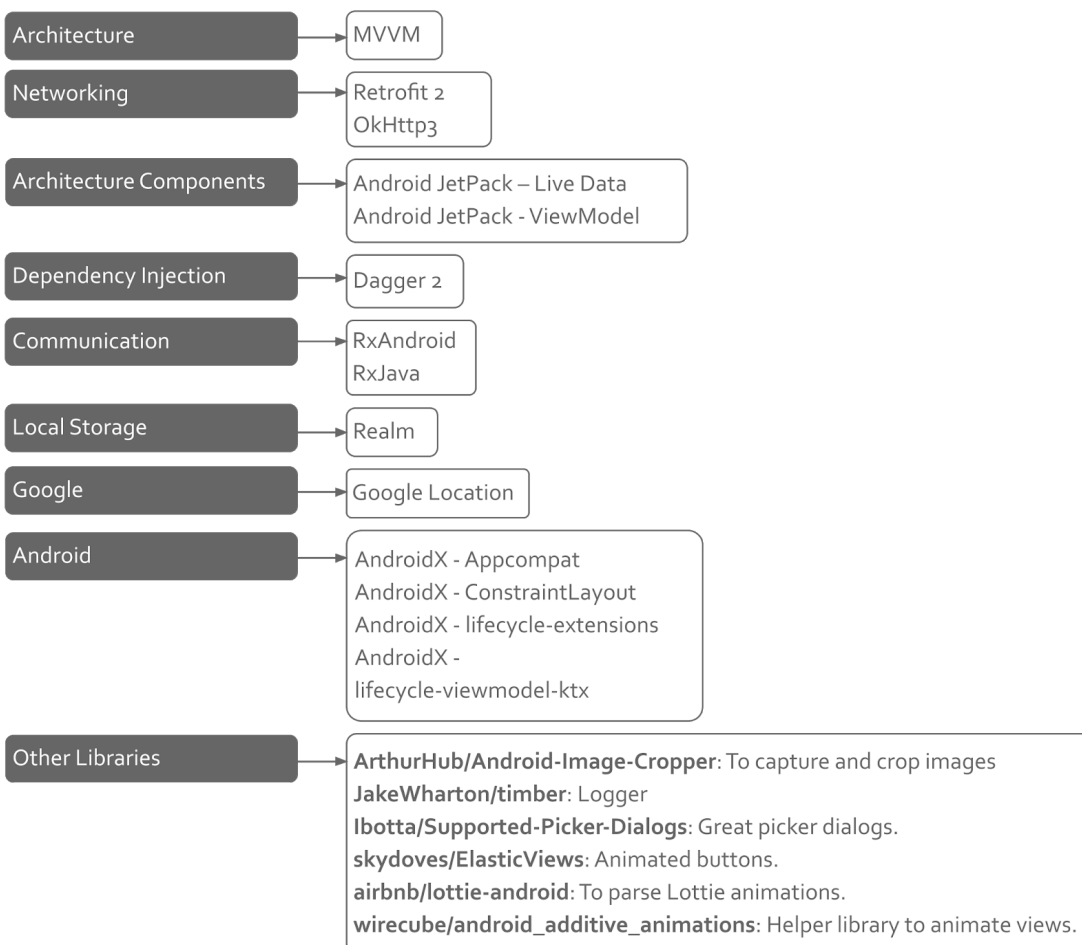 Architecture
MVVM
Networking
Retrofit 2
OkHttp3
Architecture Components
Android JetPack – Live Data
Android JetPack - ViewModel
Dependency Injection
Dagger 2
Communication
RxAndroid
RxJava
Local Storage
Realm
Google
Google Location
Android
AndroidX - Appcompat
AndroidX - ConstraintLayout
AndroidX - lifecycle-extensions
AndroidX -
lifecycle-viewmodel-ktx
Other Libraries
ArthurHub/Android-Image-Cropper: To capture and crop images
JakeWharton/timber: Logger
Ibotta/Supported-Picker-Dialogs: Great picker dialogs.
skydoves/ElasticViews: Animated buttons.
airbnb/lottie-android: To parse Lottie animations.
wirecube/android_additive_animations: Helper library to animate views.